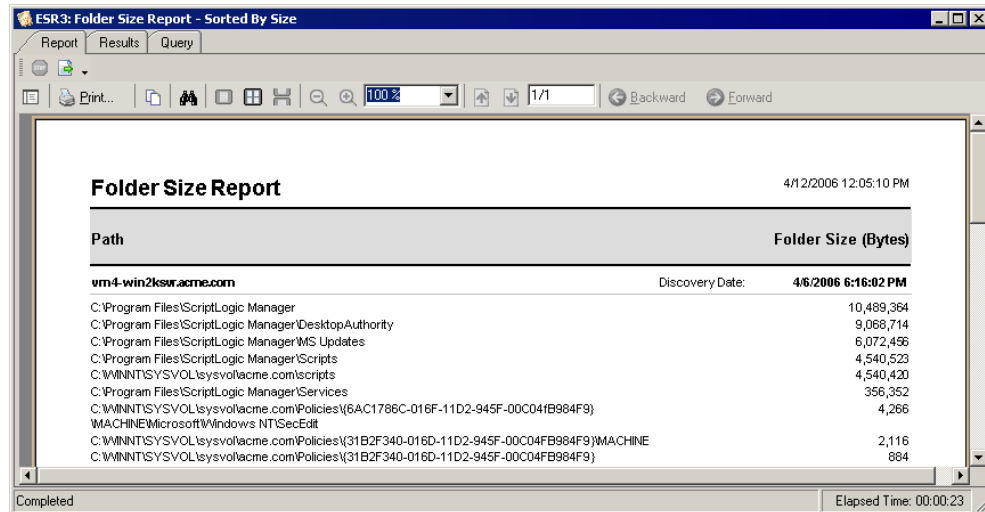 ESR3: Folder Size Report - Sorted By Size
Report Results Query
Print... 100 % 1/1 Backward Forward
Folder Size Report 4/12/2006 12:05:10 PM
Path Folder Size (Bytes)
vm4-win2ksvr.acme.com Discovery Date: 4/6/2006 6:16:02 PM
C:\Program Files\ScriptLogic Manager 10,489,364
C:\Program Files\ScriptLogic Manager\DesktopAuthority 9,068,714
C:\Program Files\ScriptLogic Manager\MS Updates 6,072,456
C:\Program Files\ScriptLogic Manager\Scripts 4,540,523
C:\WINNT\SYSVOL\sysvol\acme.com\scripts 4,540,420
C:\Program Files\ScriptLogic Manager\Services 356,352
C:\WINNT\SYSVOL\sysvol\acme.com\Policies\{6AC1786C-016F-11D2-945F-00C04fB984F9} 4,266
\MACHINE\Microsoft\Windows NT\SecEdit
C:\WINNT\SYSVOL\sysvol\acme.com\Policies\{31B2F340-016D-11D2-945F-00C04FB984F9}\MACHINE 2,116
C:\WINNT\SYSVOL\sysvol\acme.com\Policies\{31B2F340-016D-11D2-945F-00C04FB984F9} 884
Completed Elapsed Time: 00:00:23